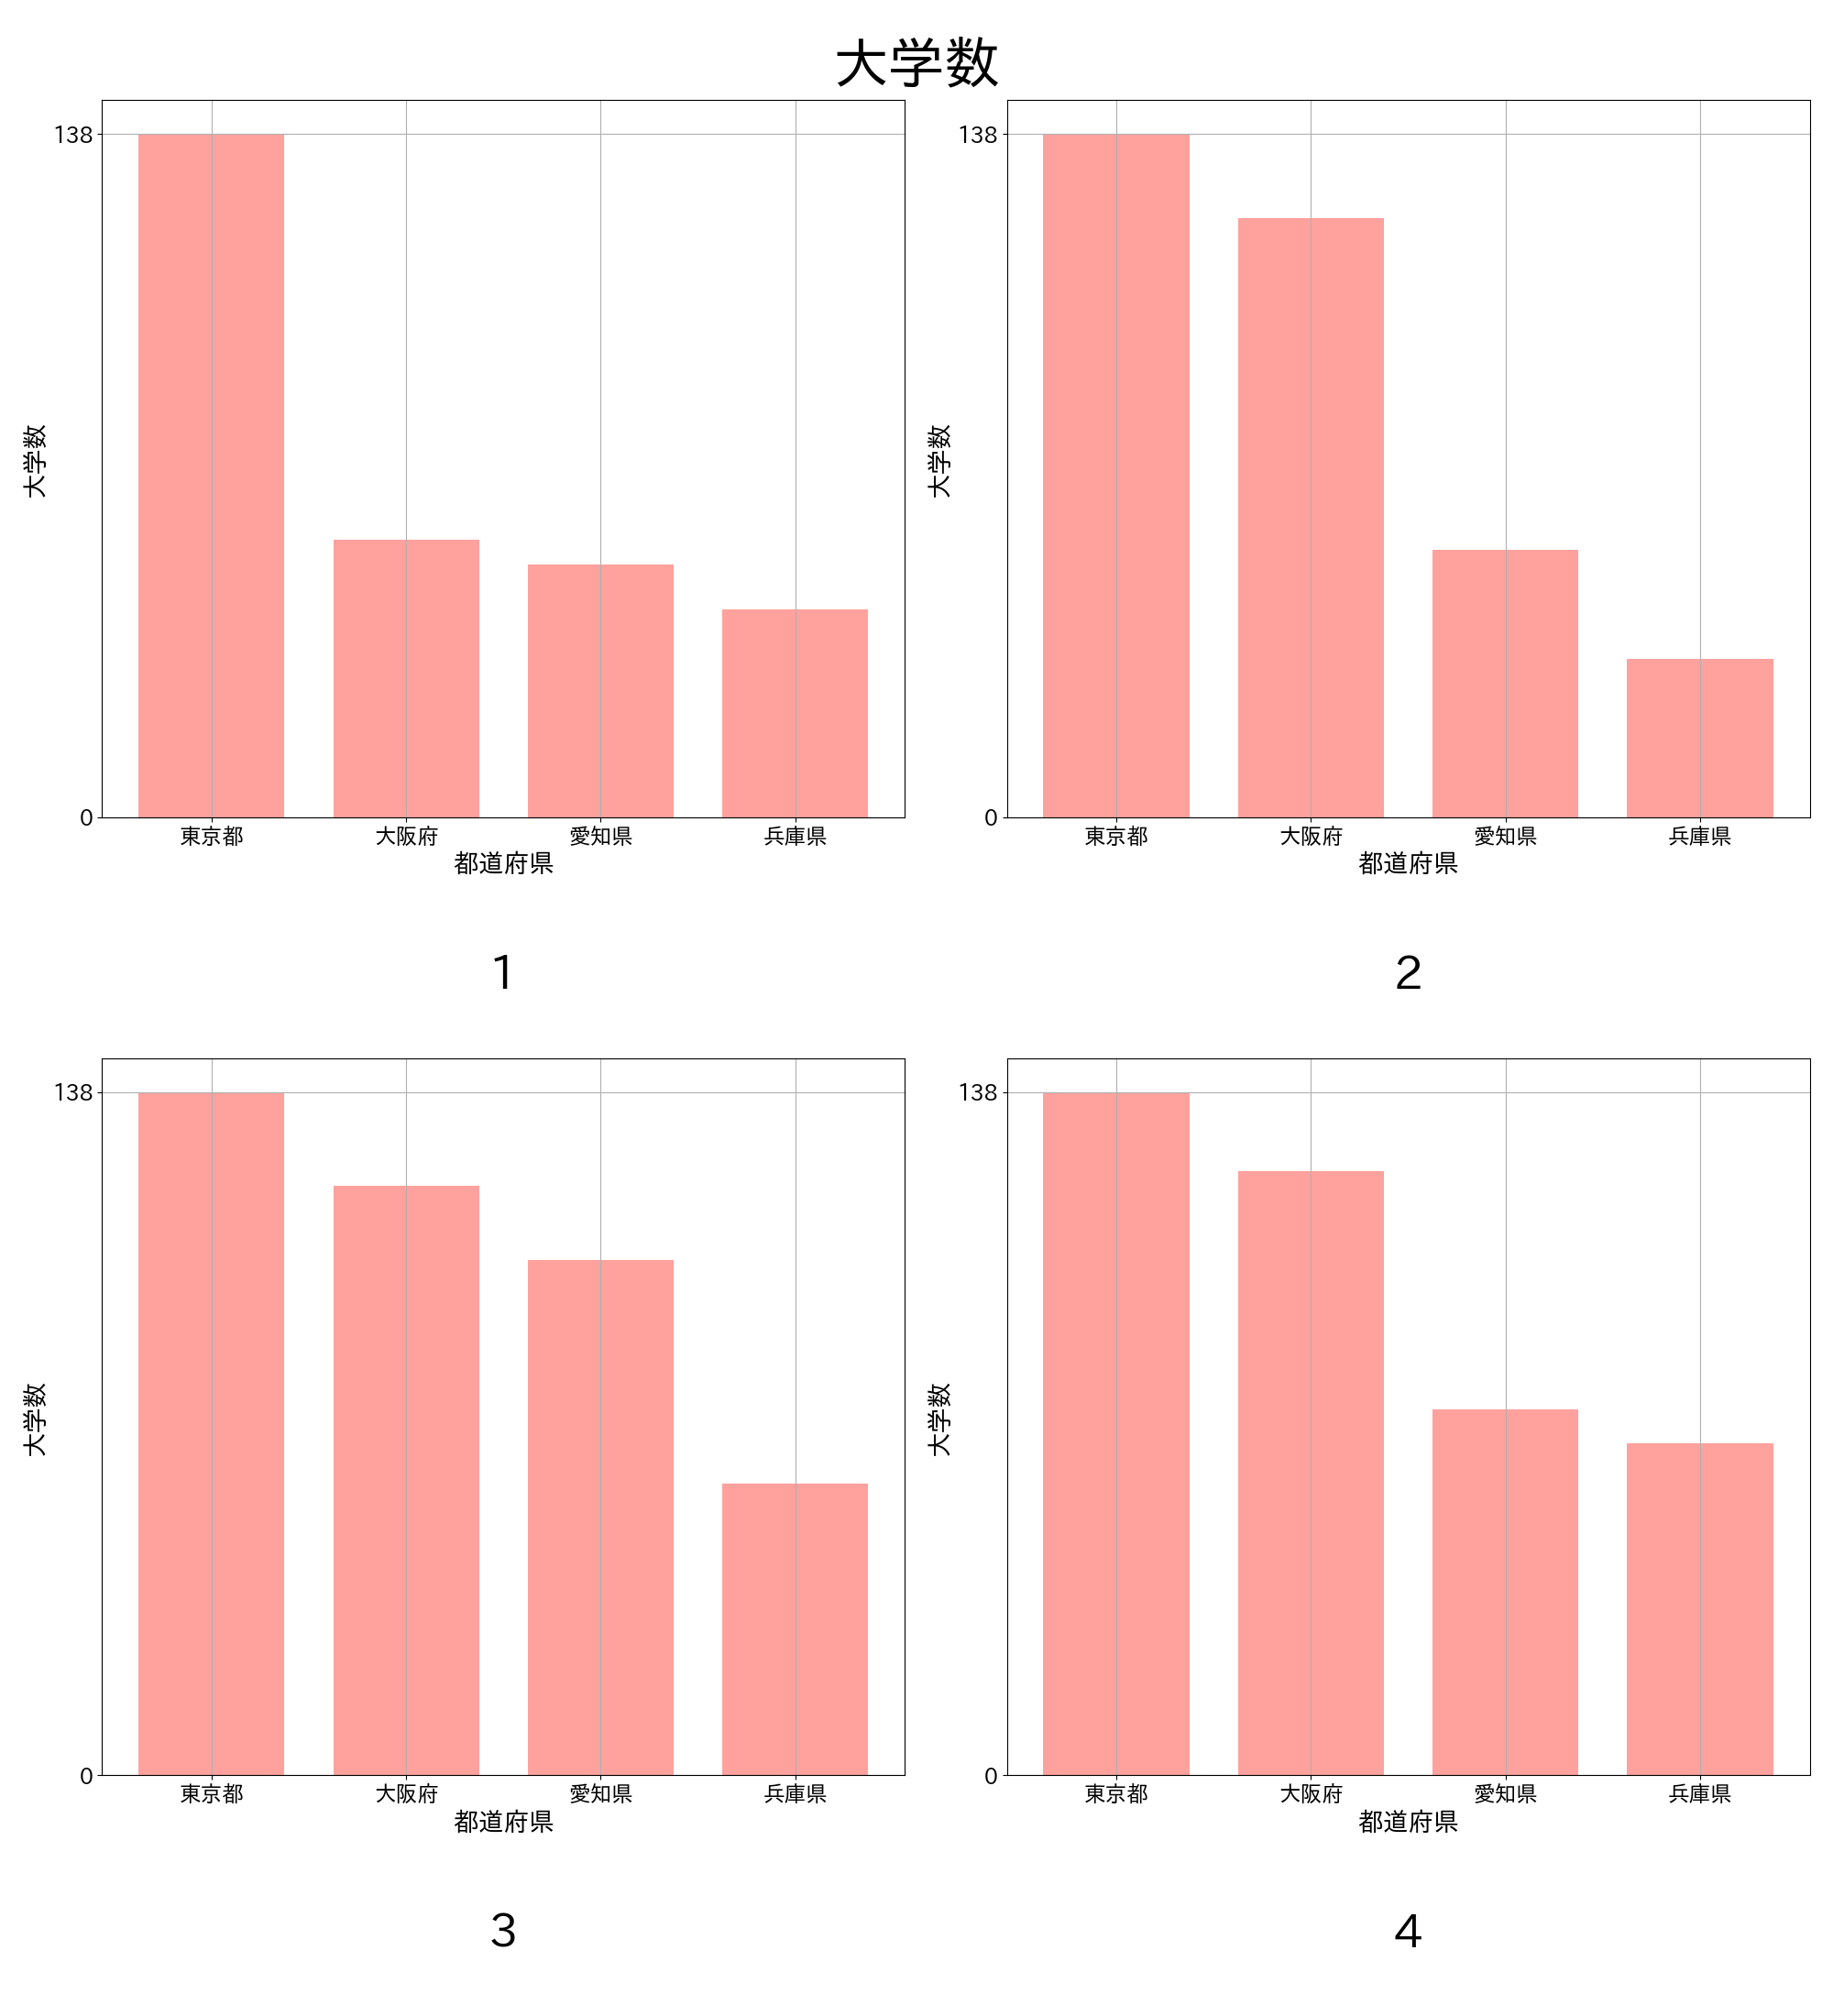 大学数
138
0
大学数
東京都 大阪府 愛知県 兵庫県
都道府県
1
138
0
大学数
東京都 大阪府 愛知県 兵庫県
都道府県
2
138
0
大学数
東京都 大阪府 愛知県 兵庫県
都道府県
3
138
0
大学数
東京都 大阪府 愛知県 兵庫県
都道府県
4